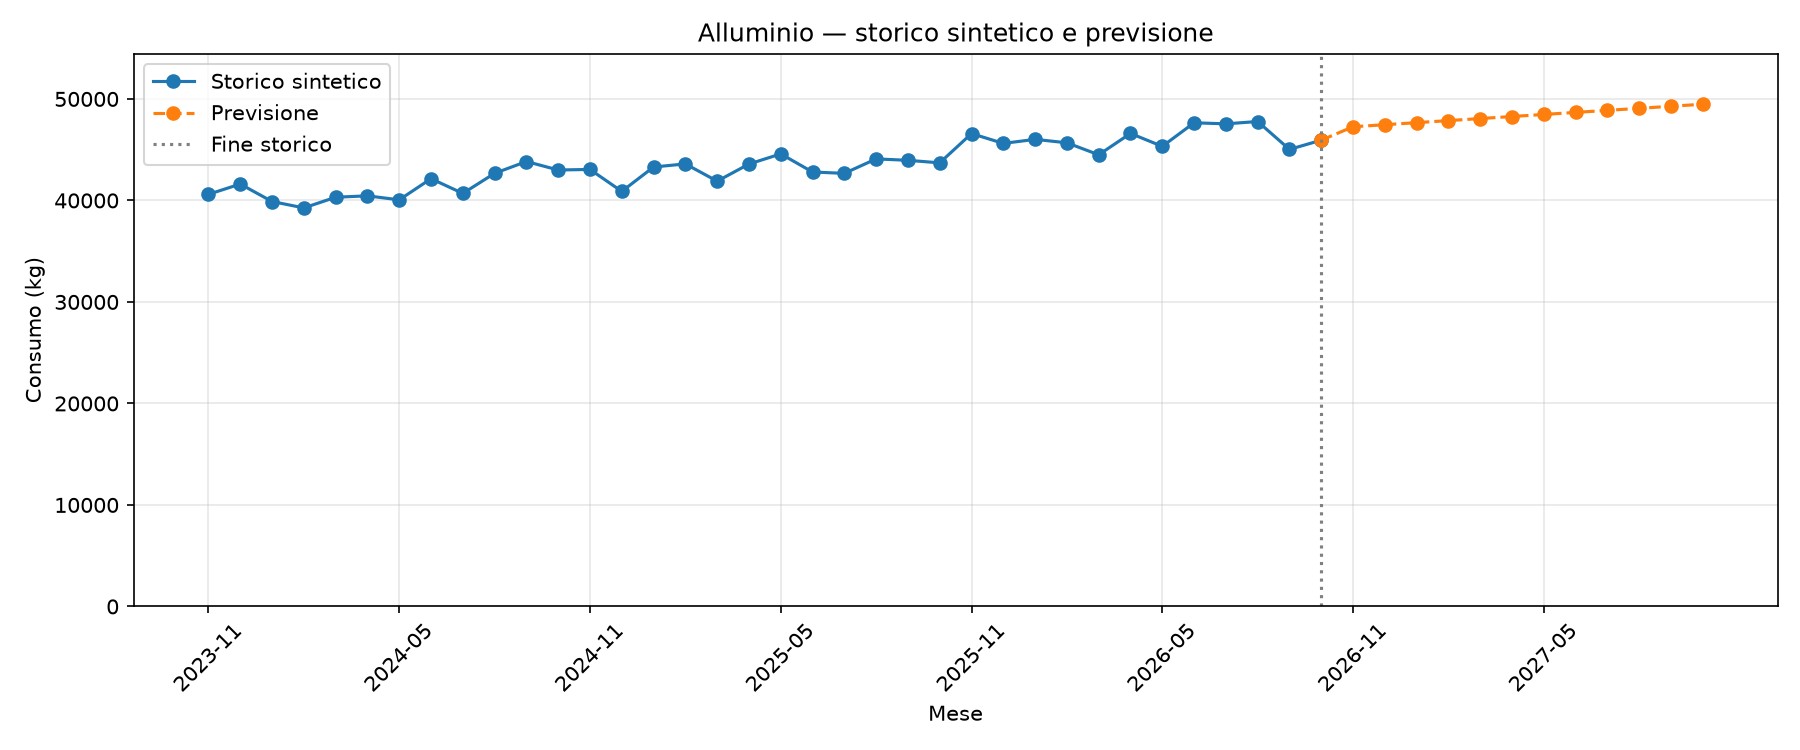 Alluminio — storico sintetico e previsione
Storico sintetico
Previsione
Fine storico
Consumo (kg)
50000
40000
30000
20000
10000
0
2023-11
2024-05
2024-11
2025-05
2025-11
2026-05
2026-11
2027-05
Mese